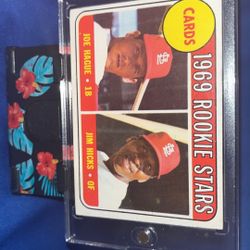 1969 ROOKIE STARS
CARDS
JOE HAGUE • 1B
JIM HICKS • OF